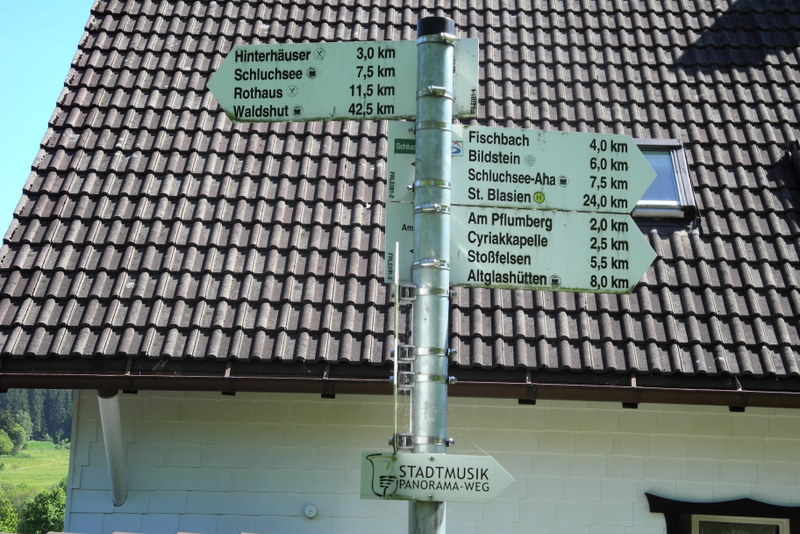 Hinterhäuser 3,0 km
Schluchsee 7,5 km
Rothaus 11,5 km
Waldshut 42,5 km
Fischbach 4,0 km
Bildstein 6,0 km
Schluchsee-Aha 7,5 km
St. Blasien H 24,0 km
Am Pflumberg 2,0 km
Cyriakkapelle 2,5 km
Stoßfelsen 5,5 km
Altglashütten 8,0 km
Am
STADTMUSIK
PANORAMA-WEG